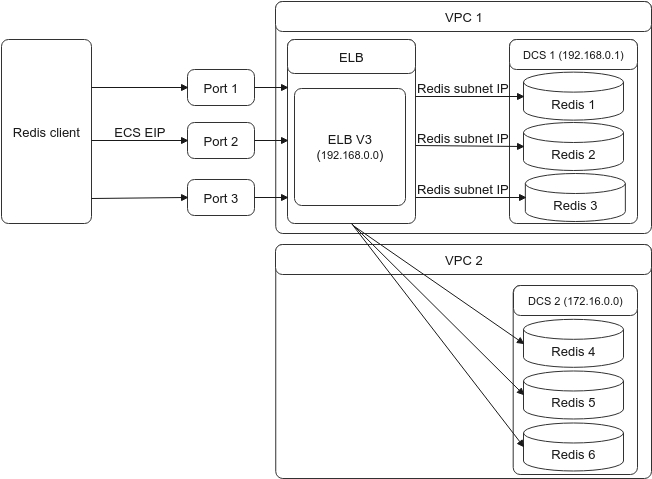 VPC 1
ELB
DCS 1 (192.168.0.1)
Redis client
ECS EIP
Port 1
Port 2
Port 3
ELB V3
(192.168.0.0)
Redis subnet IP
Redis subnet IP
Redis subnet IP
Redis 1
Redis 2
Redis 3
VPC 2
DCS 2 (172.16.0.0)
Redis 4
Redis 5
Redis 6